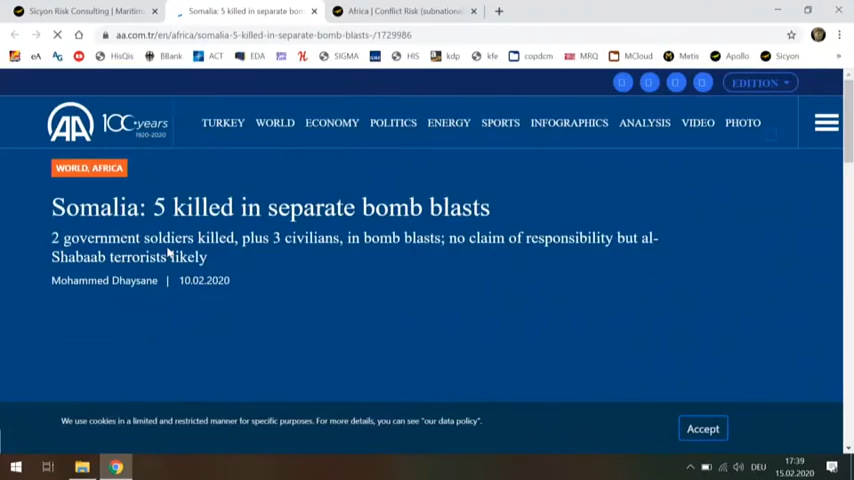 Sicyon Risk Consulting | Maritim
Somalia: 5 killed in separate bom
Africa | Conflict Risk (subnational
aa.com.tr/en/africa/somalia-5-killed-in-separate-bomb-blasts-/1729986
eA HisQis BBank ACT EDA SIGMA HIS kdp kfe copdcm MRQ MCloud Metis Apollo Sicyon
EDITION
AA 100 years
1920-2020
TURKEY WORLD ECONOMY POLITICS ENERGY SPORTS INFOGRAPHICS ANALYSIS VIDEO PHOTO
WORLD, AFRICA
Somalia: 5 killed in separate bomb blasts
2 government soldiers killed, plus 3 civilians, in bomb blasts; no claim of responsibility but al-
Shabaab terrorists likely
Mohammed Dhaysane | 10.02.2020
We use cookies in a limited and restricted manner for specific purposes. For more details, you can see "our data policy".
Accept
DEU
17:39
15.02.2020